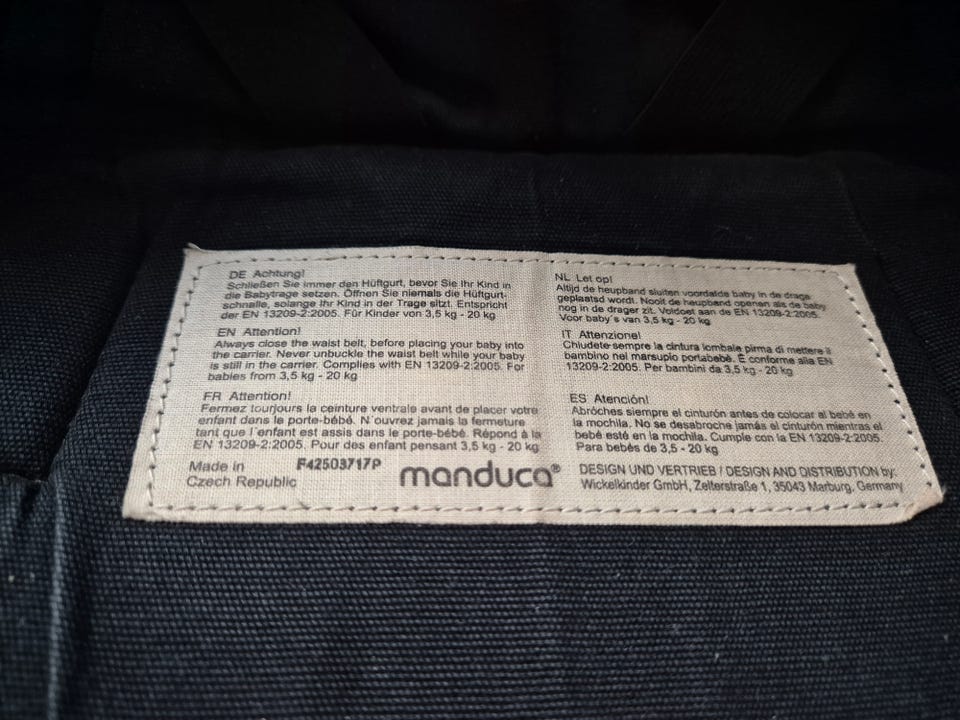 DE Achtung!
Schließen Sie immer den Hüftgurt, bevor Sie Ihr Kind in
die Babytrage setzen. Öffnen Sie niemals die Hüftgurt-
schnalle, solange Ihr Kind in der Trage sitzt. Entspricht
der EN 13209-2:2005. Für Kinder von 3,5 kg - 20 kg
EN Attention!
Always close the waist belt, before placing your baby into
the carrier. Never unbuckle the waist belt while your baby
is still in the carrier. Complies with EN 13209-2:2005. For
babies from 3,5 kg - 20 kg
FR Attention!
Fermez tourjours la ceinture ventrale avant de placer votre
enfant dans le porte-bébé. N´ouvrez jamais la fermeture
tant que l´enfant est assis dans le porte-bébé. Répond à la
EN 13209-2:2005. Pour des enfant pensant 3,5 kg - 20 kg
NL Let op!
Altijd de heupband sluiten voordatde baby in de drage
geplaatsd wordt. Nooit de heupband openen als de baby
nog in de drager zit. Voldoet aan de EN 13209-2:2005.
Voor baby´s van 3,5 kg - 20 kg
IT Attenzione!
Chiudete sempre la cintura lombale pirma di mettere il
bambino nel marsupio portabebè. È conforme alla EN
13209-2:2005. Per bambini da 3,5 kg - 20 kg
ES Atención!
Abróches siempre el cinturón antes de colocar al bebé en
la mochila. No se desabroche jamás el cinturón mientras el
bebé esté en la mochila. Cumple con la EN 13209-2:2005.
Para bebés de 3,5 - 20 kg
Made in
Czech Republic
F42503717P
manduca®
DESIGN UND VERTRIEB / DESIGN AND DISTRIBUTION by:
Wickelkinder GmbH, Zelterstraße 1, 35043 Marburg, Germany